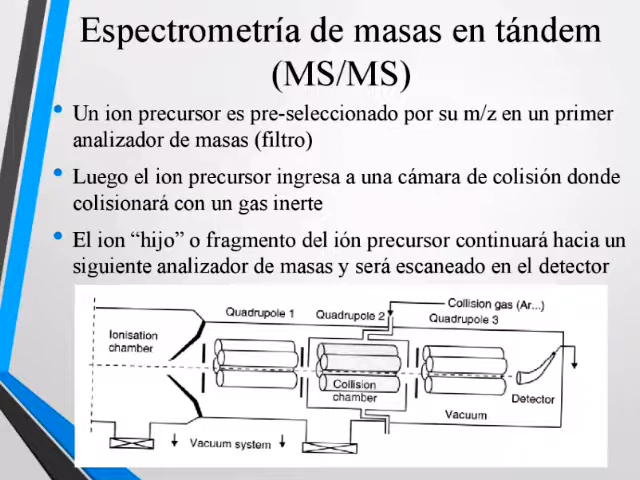 Espectrometría de masas en tándem
(MS/MS)
• Un ion precursor es pre-seleccionado por su m/z en un primer
analizador de masas (filtro)
• Luego el ion precursor ingresa a una cámara de colisión donde
colisionará con un gas inerte
• El ion “hijo” o fragmento del ión precursor continuará hacia un
siguiente analizador de masas y será escaneado en el detector
Collision gas (Ar...)
Quadrupole 1
Quadrupole 2
Quadrupole 3
Ionisation
chamber
Collision
chamber
Detector
Vacuum
Vacuum system